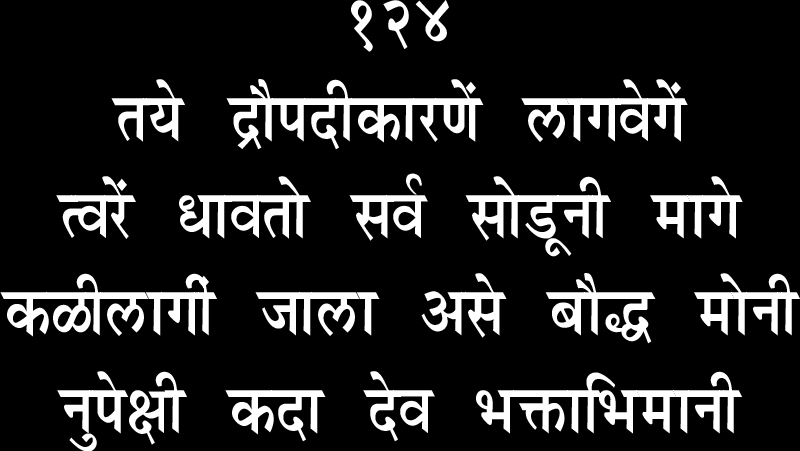 १२४
तये द्रौपदीकारणें लागवेगें
त्वरें धावतो सर्व सोडूनी मागे
कळीलागीं जाला असे बौद्ध मोनी
नुपेक्षी कदा देव भक्ताभिमानी